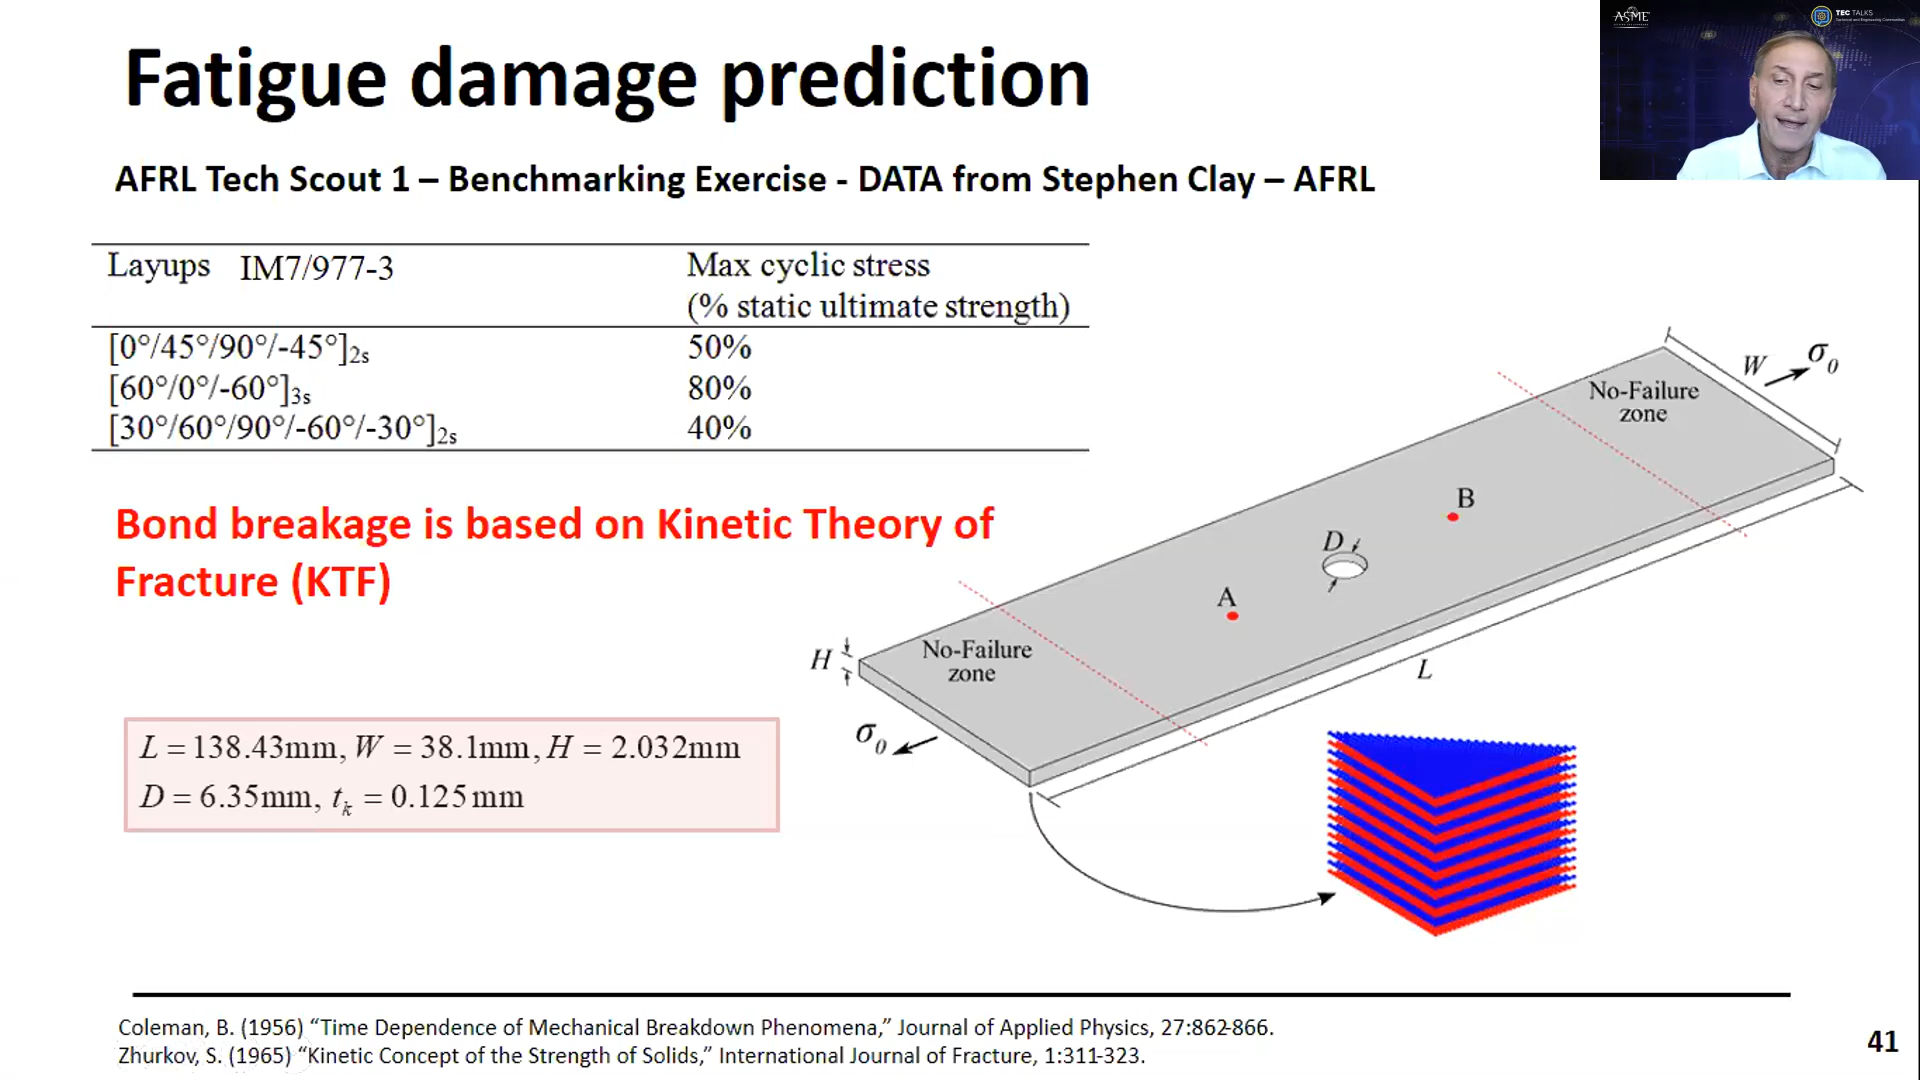 Fatigue damage prediction
ASME
TEC TALKS
AFRL Tech Scout 1 – Benchmarking Exercise - DATA from Stephen Clay – AFRL
Layups IM7/977-3 Max cyclic stress
(% static ultimate strength)
[0°/45°/90°/-45°]2s 50%
[60°/0°/-60°]3s 80%
[30°/60°/90°/-60°/-30°]2s 40%
Bond breakage is based on Kinetic Theory of
Fracture (KTF)
W
σ0
No-Failure
zone
B
D
A
No-Failure
zone
H
L
σ0
L = 138.43mm, W = 38.1mm, H = 2.032mm
D = 6.35mm, tk = 0.125mm
Coleman, B. (1956) “Time Dependence of Mechanical Breakdown Phenomena,” Journal of Applied Physics, 27:862-866.
Zhurkov, S. (1965) “Kinetic Concept of the Strength of Solids,” International Journal of Fracture, 1:311-323.
41